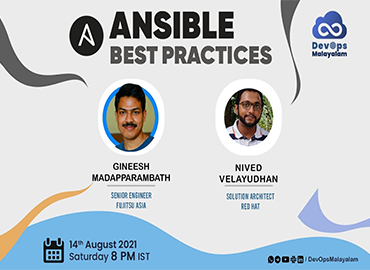 ANSIBLE
BEST PRACTICES
DevOps
Malayalam
GINEESH
MADAPPARAMBATH
SENIOR ENGINEER
FUJITSU ASIA
NIVED
VELAYUDHAN
SOLUTION ARCHITECT
RED HAT
14th August 2021
Saturday 8 PM IST
/ DevOpsMalayalam